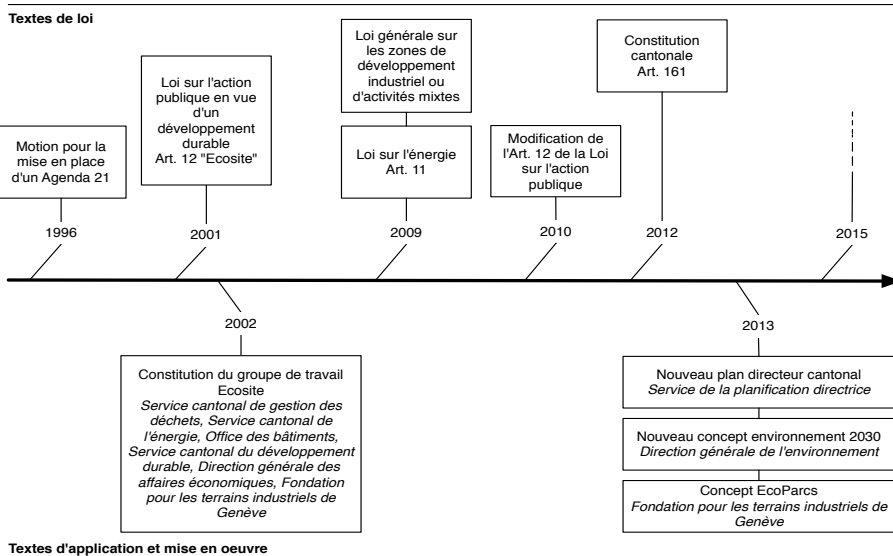 Textes de loi
Motion pour la
mise en place
d'un Agenda 21
1996
Loi sur l'action
publique en vue
d'un
développement
durable
Art. 12 "Ecosite"
2001
Loi générale sur
les zones de
développement
industriel ou
d'activités mixtes
Loi sur l'énergie
Art. 11
2009
Modification de
l'Art. 12 de la Loi
sur l'action
publique
2010
Constitution
cantonale
Art. 161
2012
2015
2002
Constitution du groupe de travail
Ecosite
Service cantonal de gestion des
déchets, Service cantonal de
l'énergie, Office des bâtiments,
Service cantonal du développement
durable, Direction générale des
affaires économiques, Fondation
pour les terrains industriels de
Genève
2013
Nouveau plan directeur cantonal
Service de la planification directrice
Nouveau concept environnement 2030
Direction générale de l'environnement
Concept EcoParcs
Fondation pour les terrains industriels de
Genève
Textes d'application et mise en oeuvre